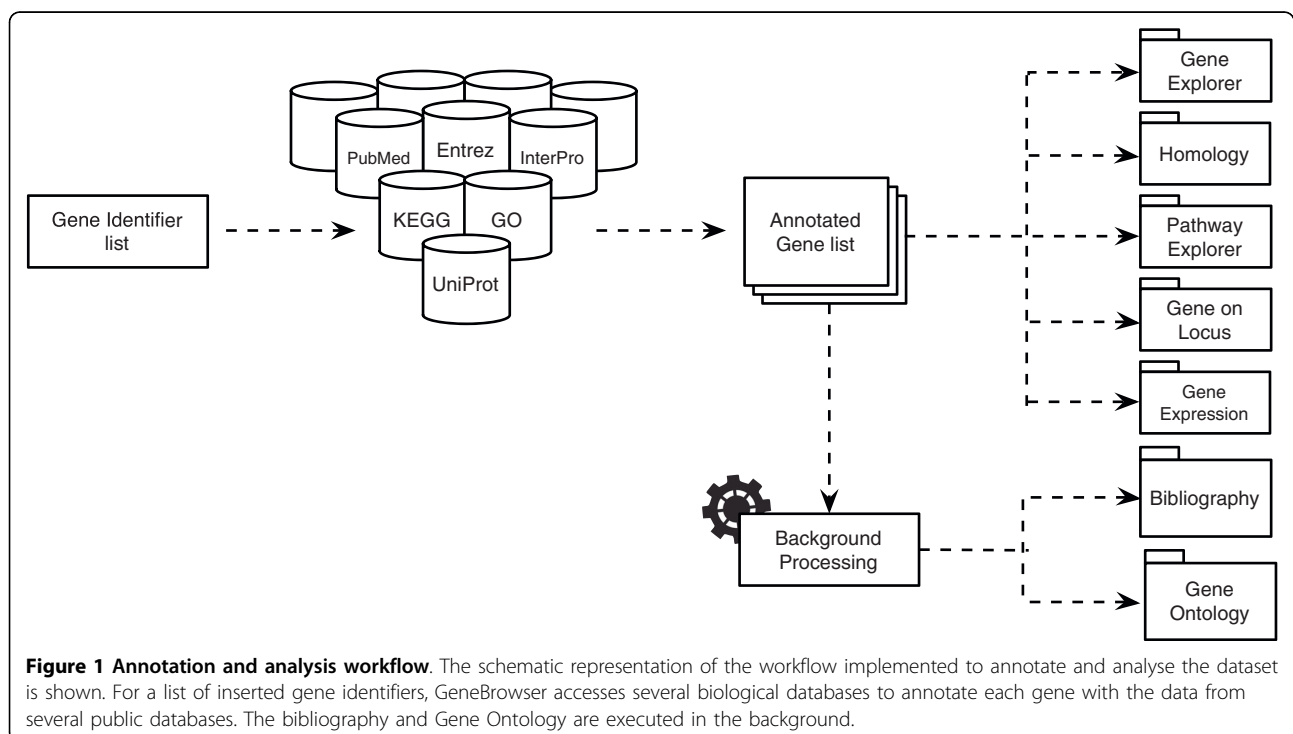 Gene Identifier
list
PubMed
Entrez
InterPro
KEGG
GO
UniProt
Annotated
Gene list
Background
Processing
Gene
Explorer
Homology
Pathway
Explorer
Gene on
Locus
Gene
Expression
Bibliography
Gene
Ontology
Figure 1 Annotation and analysis workflow. The schematic representation of the workflow implemented to annotate and analyse the dataset
is shown. For a list of inserted gene identifiers, GeneBrowser accesses several biological databases to annotate each gene with the data from
several public databases. The bibliography and Gene Ontology are executed in the background.